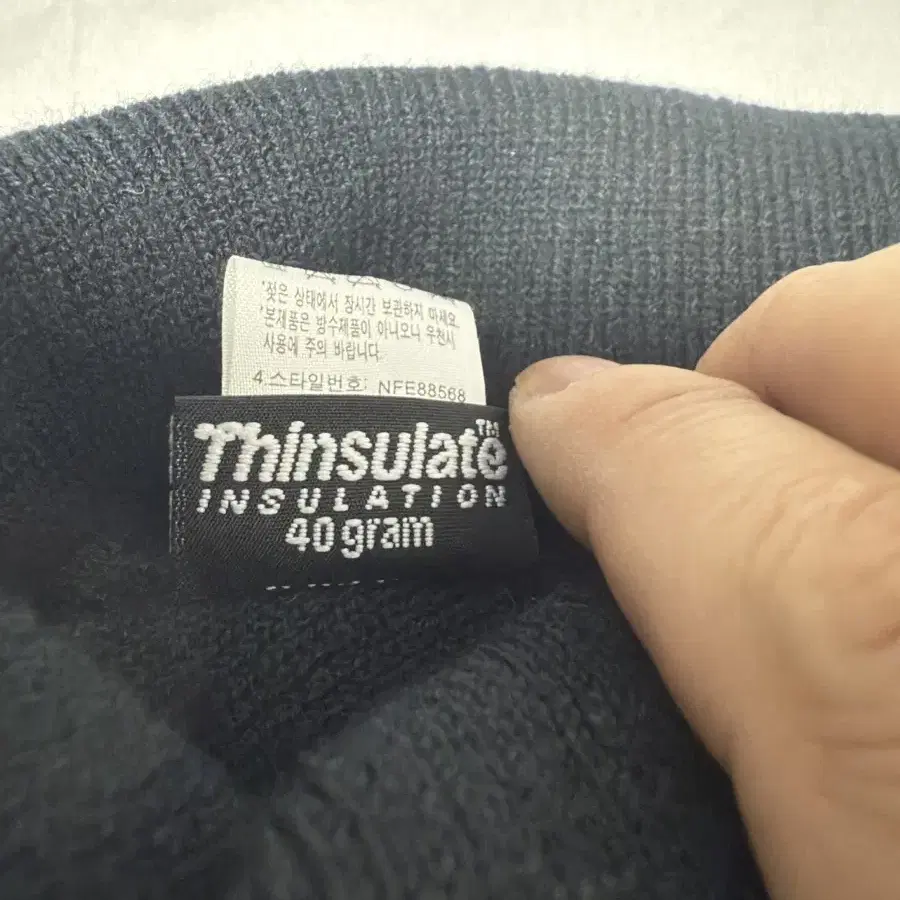 *젖은 상태에서 장시간 보관하지 마세요.
*본제품은 방수제품이 아니오니 우천시
사용에 주의 바랍니다
4.스타일번호: NFE88568
Thinsulate™
INSULATION
40gram